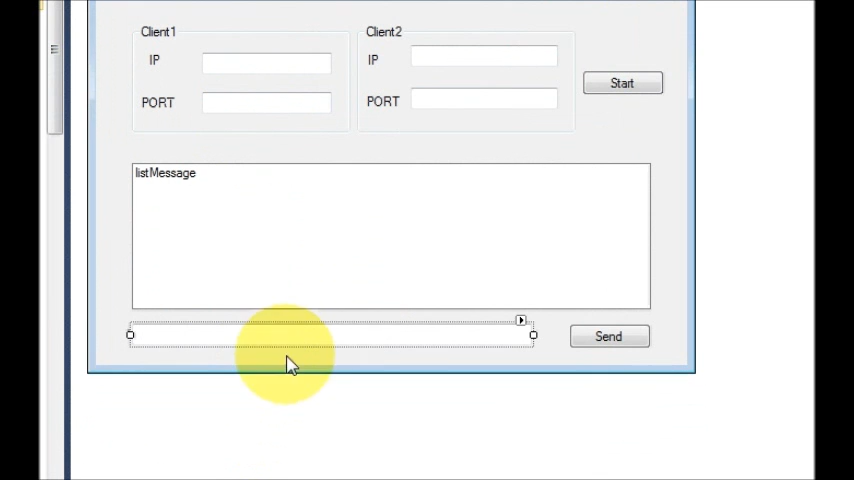 Client1
IP
PORT
Client2
IP
PORT
Start
listMessage
Send